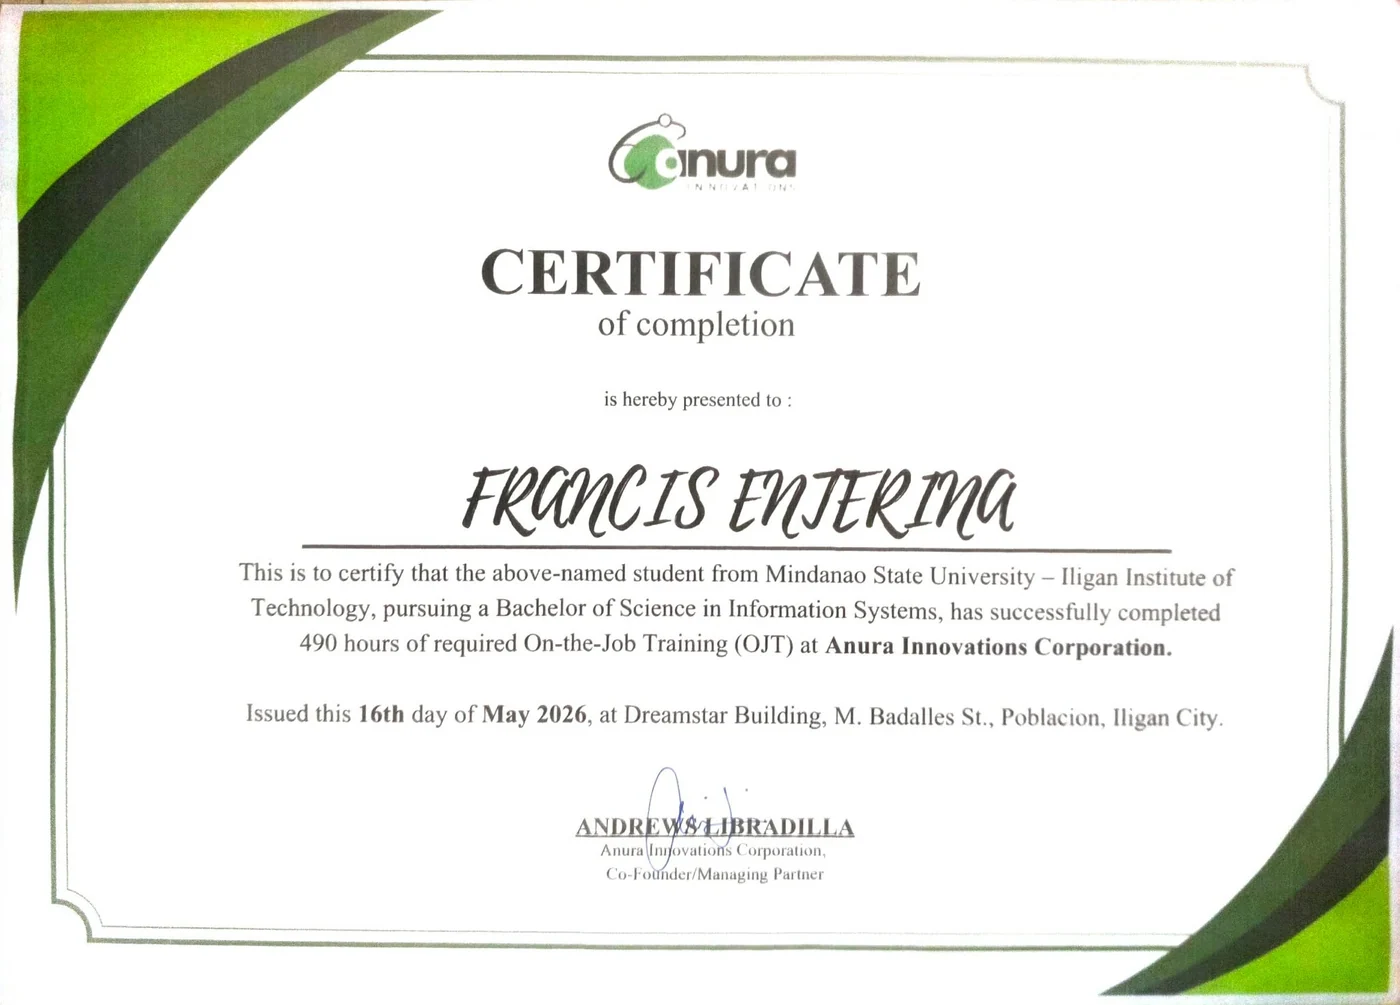 anura
INNOVATIONS
CERTIFICATE
of completion
is hereby presented to :
FRANCIS ENTERINA
This is to certify that the above-named student from Mindanao State University – Iligan Institute of
Technology, pursuing a Bachelor of Science in Information Systems, has successfully completed
490 hours of required On-the-Job Training (OJT) at Anura Innovations Corporation.
Issued this 16th day of May 2026, at Dreamstar Building, M. Badalles St., Poblacion, Iligan City.
ANDREWS LIBRADILLA
Anura Innovations Corporation,
Co-Founder/Managing Partner